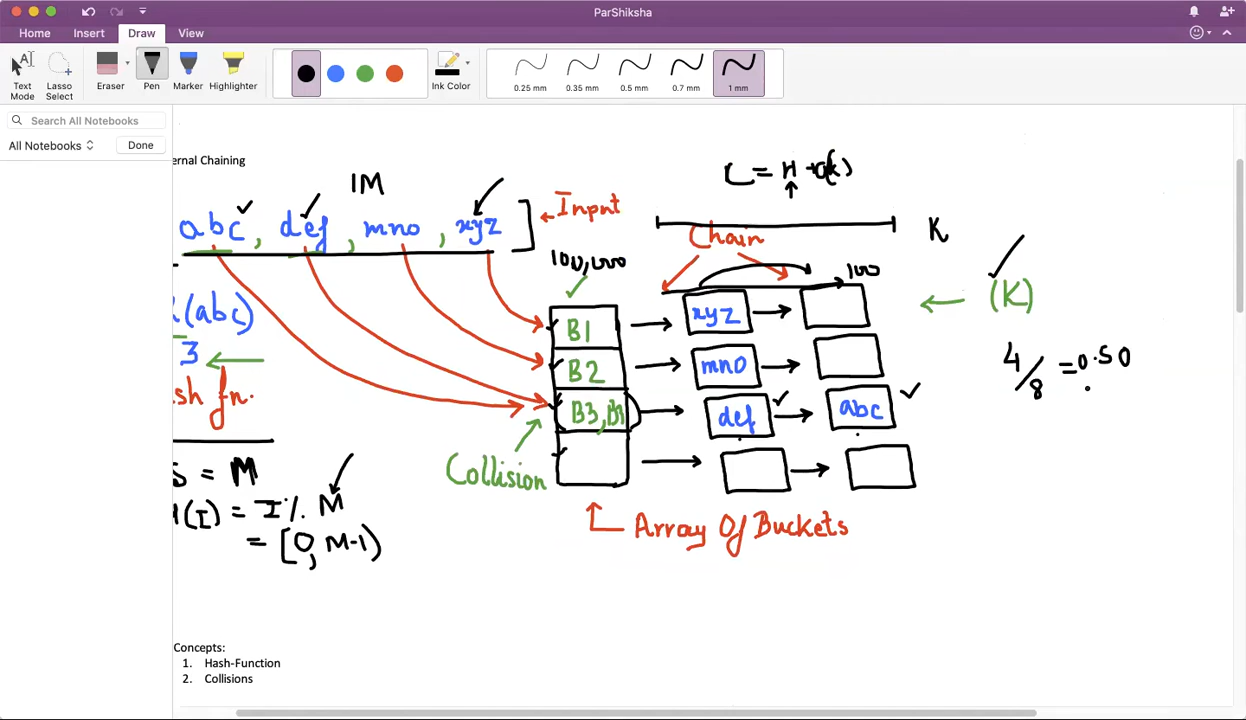 ParShiksha
Home Insert Draw View
Text Mode
Lasso Select
Eraser
Pen
Marker
Highlighter
Ink Color
0.25 mm
0.35 mm
0.5 mm
0.7 mm
1 mm
Search All Notebooks
All Notebooks Done
ernal Chaining
1M
abc, def, mno, xyz
Input
100,000
Chain
K
100
(abc)
3
sh fn.
S = M
(I) = I % M
= [0, M-1)
B1 xyz
B2 mno
B3, B3 def abc
Collision
Array Of Buckets
(K)
4/8 = 0.50
Concepts:
1. Hash-Function
2. Collisions